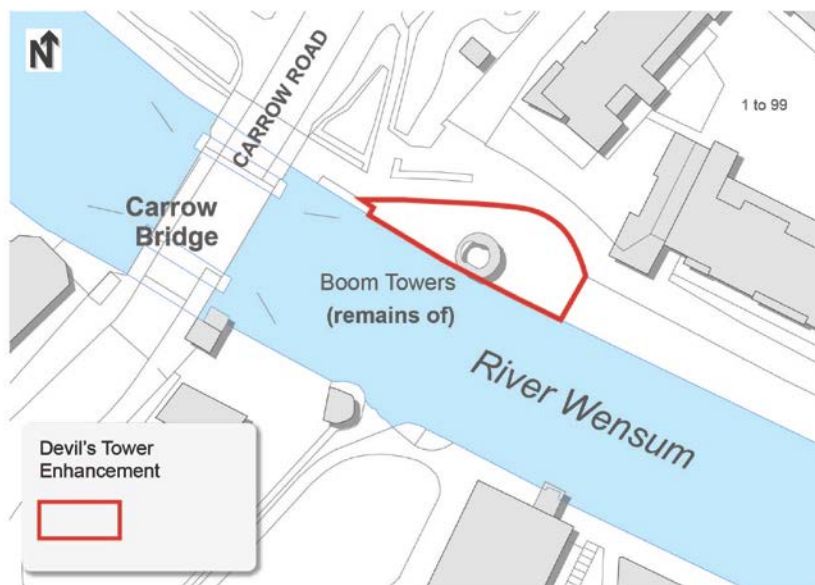 N
CARROW ROAD
1 to 99
Carrow
Bridge
Boom Towers
(remains of)
River Wensum
Devil's Tower
Enhancement